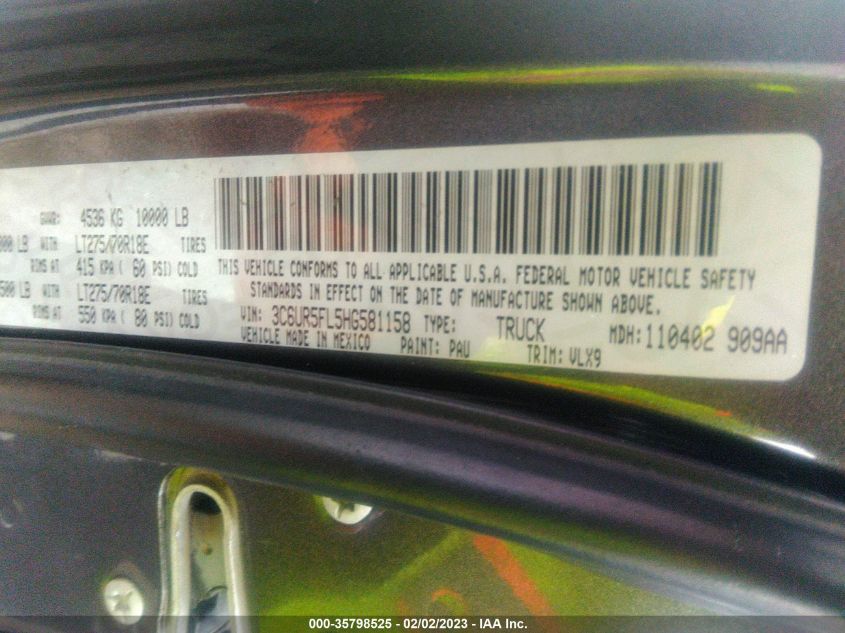 GVWR: 4536 KG 10000 LB
000 LB WITH LT275/70R18E TIRES
RIMS AT 415 KPA ( 60 PSI) COLD
500 LB WITH LT275/70R18E TIRES
RIMS AT 550 KPA ( 80 PSI) COLD
THIS VEHICLE CONFORMS TO ALL APPLICABLE U.S.A. FEDERAL MOTOR VEHICLE SAFETY
STANDARDS IN EFFECT ON THE DATE OF MANUFACTURE SHOWN ABOVE.
VIN: 3C6UR5FL5HG581158 TYPE: TRUCK MDH: 110402 909AA
VEHICLE MADE IN MEXICO PAINT: PAU TRIM: VLX9
000-35798525 - 02/02/2023 - IAA Inc.